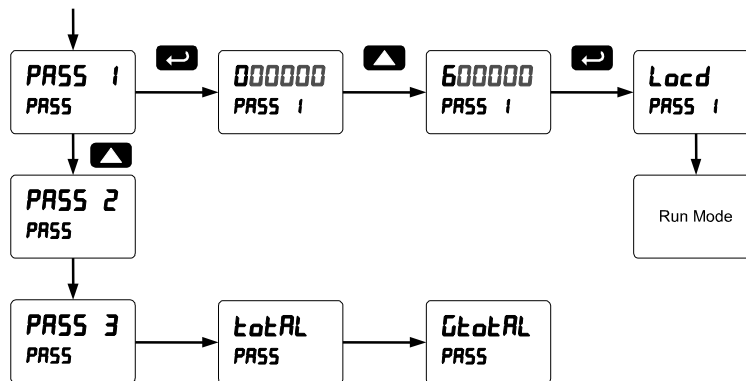 PASS 1
PASS
000000
PASS 1
600000
PASS 1
Locd
PASS 1
PASS 2
PASS
Run Mode
PASS 3
PASS
totAL
PASS
GtotAL
PASS